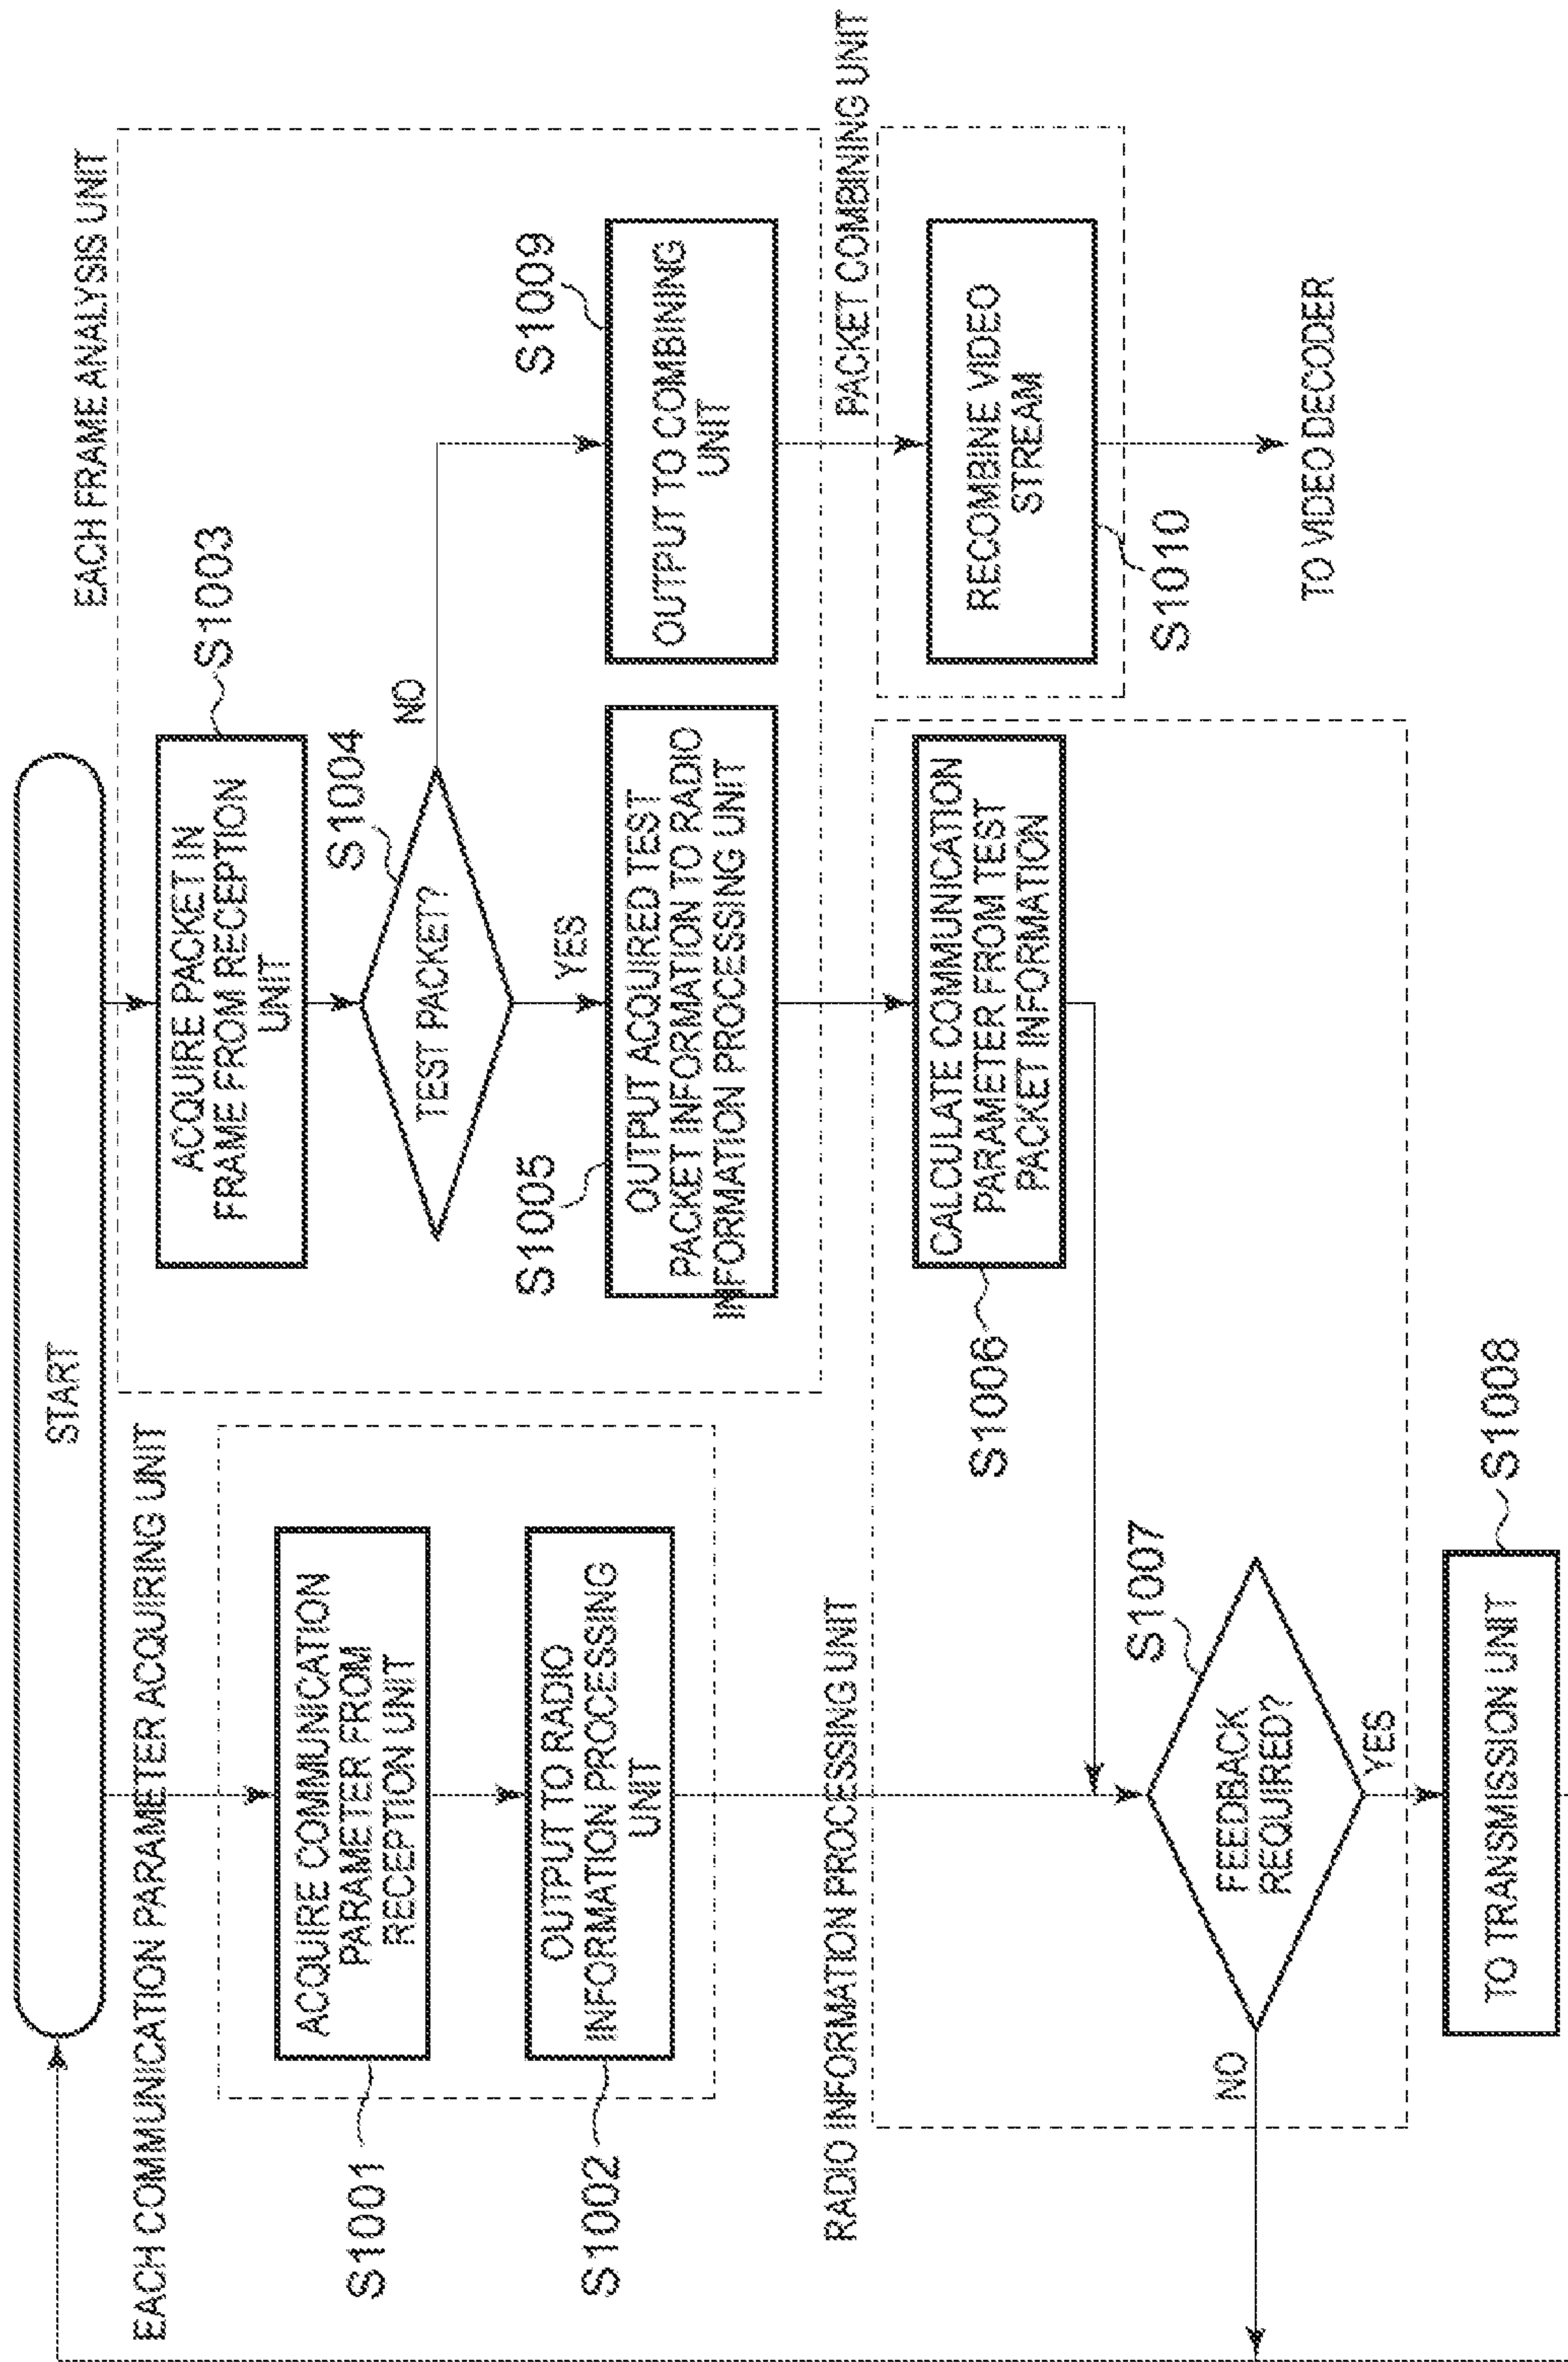 START
EACH COMMUNICATION PARAMETER ACQUIRING UNIT
S1001
ACQUIRE COMMUNICATION
PARAMETER FROM
RECEPTION UNIT
S1002
OUTPUT TO RADIO
INFORMATION PROCESSING
UNIT
EACH FRAME ANALYSIS UNIT
S1003
ACQUIRE PACKET IN
FRAME FROM RECEPTION
UNIT
S1004
TEST PACKET?
NO
YES
S1005
OUTPUT ACQUIRED TEST
PACKET INFORMATION TO RADIO
INFORMATION PROCESSING UNIT
S1009
OUTPUT TO COMBINING
UNIT
RADIO INFORMATION PROCESSING UNIT
S1006
CALCULATE COMMUNICATION
PARAMETER FROM TEST
PACKET INFORMATION
PACKET COMBINING UNIT
RECOMBINE VIDEO
STREAM
S1010
TO VIDEO DECODER
S1007
FEEDBACK
REQUIRED?
NO
YES
TO TRANSMISSION UNIT
S1008